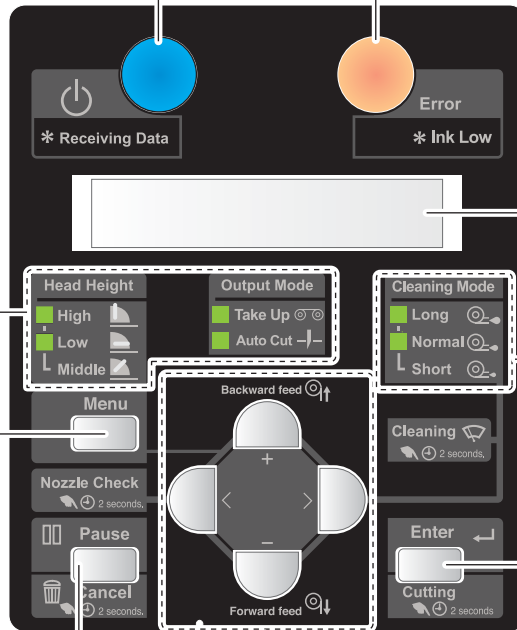 Error
* Receiving Data
* Ink Low
Head Height
High
Low
Middle
Output Mode
Take Up
Auto Cut
Cleaning Mode
Long
Normal
Short
Menu
Backward feed
+
Cleaning
2 seconds.
Nozzle Check
2 seconds.
< >
−
Pause
Cancel
2 seconds.
Forward feed
Enter
Cutting
2 seconds